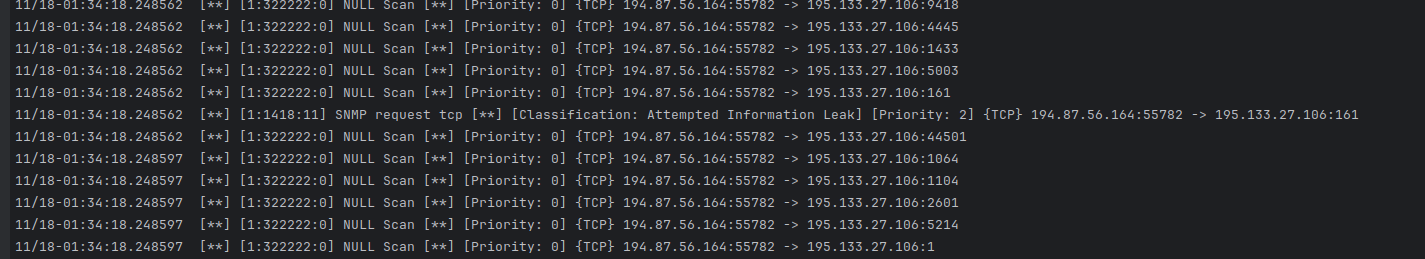 11/18-01:34:18.248562  [**] [1:322222:0] NULL Scan [**] [Priority: 0] {TCP} 194.87.56.164:55782 -> 195.133.27.106:9418
11/18-01:34:18.248562  [**] [1:322222:0] NULL Scan [**] [Priority: 0] {TCP} 194.87.56.164:55782 -> 195.133.27.106:4445
11/18-01:34:18.248562  [**] [1:322222:0] NULL Scan [**] [Priority: 0] {TCP} 194.87.56.164:55782 -> 195.133.27.106:1433
11/18-01:34:18.248562  [**] [1:322222:0] NULL Scan [**] [Priority: 0] {TCP} 194.87.56.164:55782 -> 195.133.27.106:5003
11/18-01:34:18.248562  [**] [1:322222:0] NULL Scan [**] [Priority: 0] {TCP} 194.87.56.164:55782 -> 195.133.27.106:161
11/18-01:34:18.248562  [**] [1:1418:11] SNMP request tcp [**] [Classification: Attempted Information Leak] [Priority: 2] {TCP} 194.87.56.164:55782 -> 195.133.27.106:161
11/18-01:34:18.248562  [**] [1:322222:0] NULL Scan [**] [Priority: 0] {TCP} 194.87.56.164:55782 -> 195.133.27.106:44501
11/18-01:34:18.248597  [**] [1:322222:0] NULL Scan [**] [Priority: 0] {TCP} 194.87.56.164:55782 -> 195.133.27.106:1064
11/18-01:34:18.248597  [**] [1:322222:0] NULL Scan [**] [Priority: 0] {TCP} 194.87.56.164:55782 -> 195.133.27.106:1104
11/18-01:34:18.248597  [**] [1:322222:0] NULL Scan [**] [Priority: 0] {TCP} 194.87.56.164:55782 -> 195.133.27.106:2601
11/18-01:34:18.248597  [**] [1:322222:0] NULL Scan [**] [Priority: 0] {TCP} 194.87.56.164:55782 -> 195.133.27.106:5214
11/18-01:34:18.248597  [**] [1:322222:0] NULL Scan [**] [Priority: 0] {TCP} 194.87.56.164:55782 -> 195.133.27.106:1